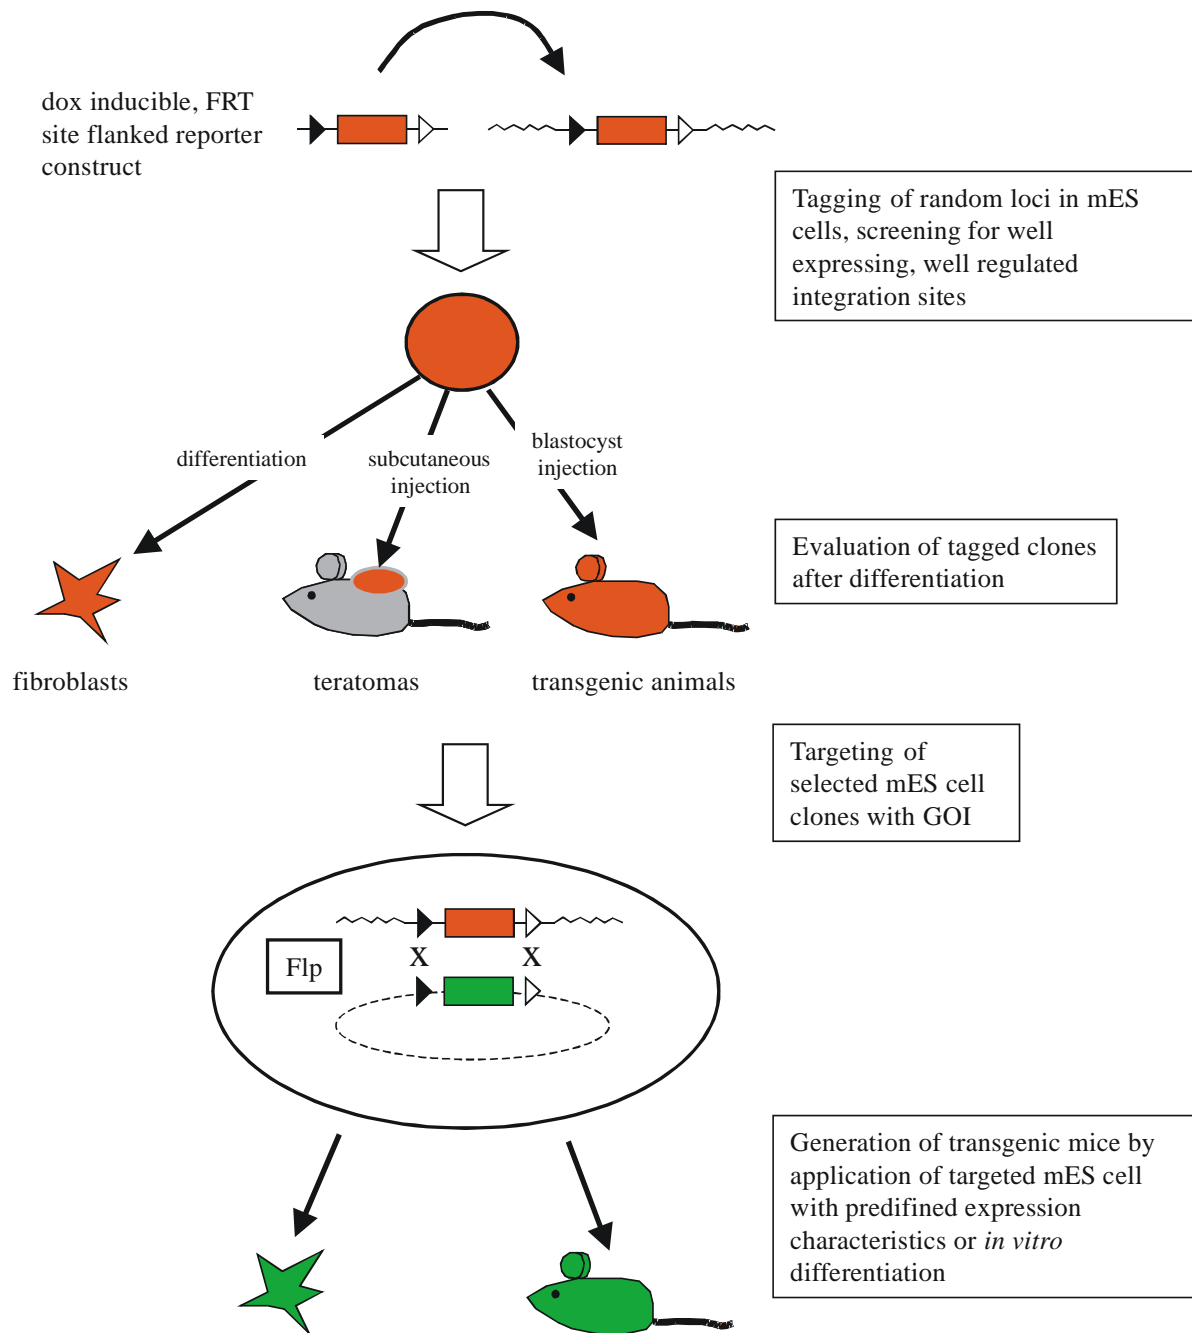 dox inducible, FRT
site flanked reporter
construct
Tagging of random loci in mES
cells, screening for well
expressing, well regulated
integration sites
differentiation
subcutaneous
injection
blastocyst
injection
Evaluation of tagged clones
after differentiation
fibroblasts
teratomas
transgenic animals
Targeting of
selected mES cell
clones with GOI
X X
Flp
Generation of transgenic mice by
application of targeted mES cell
with predifined expression
characteristics or in vitro
differentiation